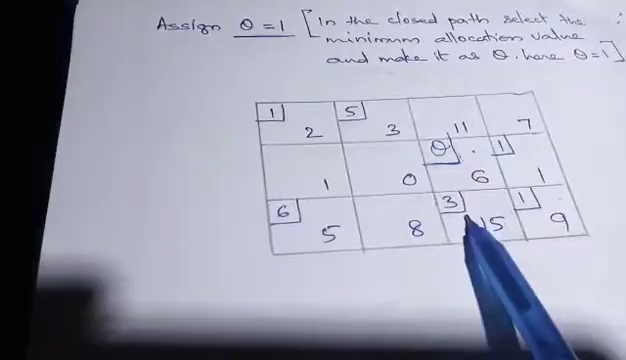 Assign θ = 1 [In the closed path select the :
minimum allocation value
and make it as θ. here θ=1]
1 2 5 3 11 7
1 0 θ 6 1 1
6 5 8 3 15 1 9